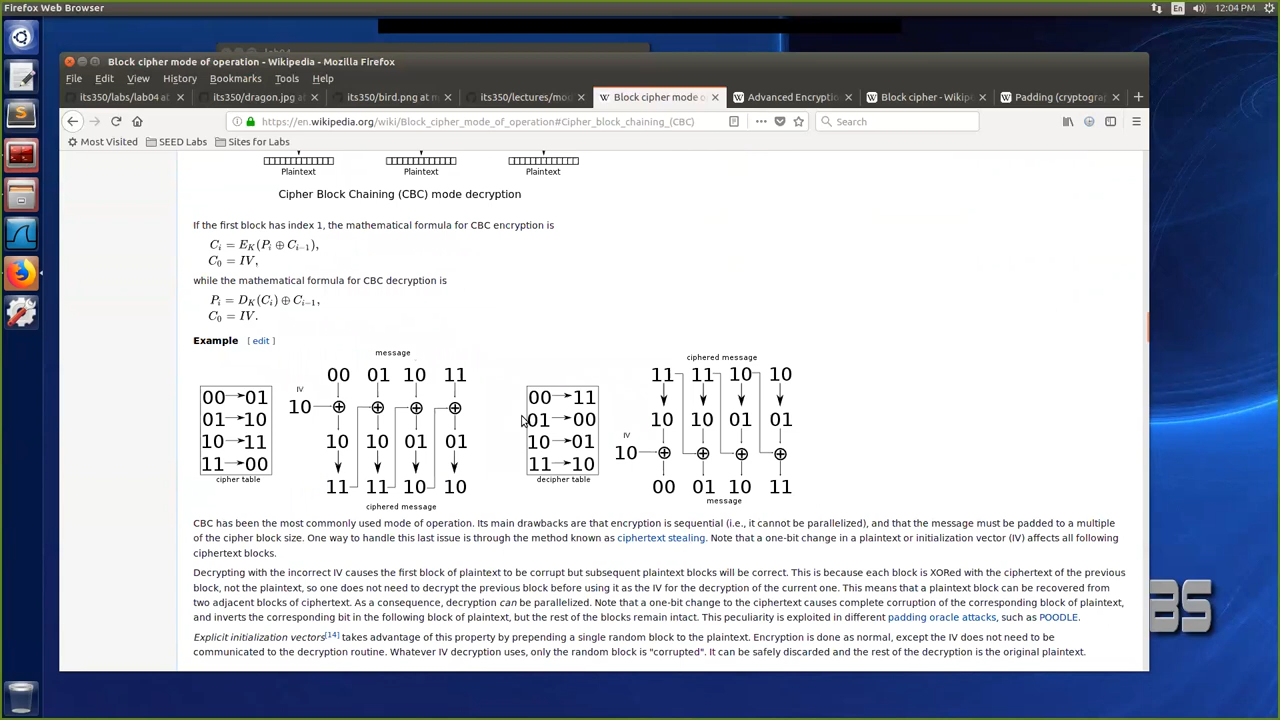 Firefox Web Browser
En
12:04 PM
Block cipher mode of operation - Wikipedia - Mozilla Firefox
File Edit View History Bookmarks Tools Help
its350/labs/lab04 at
its350/dragon.jpg at
its350/bird.png at m
its350/lectures/mou
Block cipher mode o
Advanced Encryptio
Block cipher - Wikip
Padding (cryptogra
https://en.wikipedia.org/wiki/Block_cipher_mode_of_operation#Cipher_block_chaining_(CBC)
Search
Most Visited SEED Labs Sites for Labs
Plaintext Plaintext Plaintext
Cipher Block Chaining (CBC) mode decryption
If the first block has index 1, the mathematical formula for CBC encryption is
C_i = E_K(P_i ⊕ C_{i−1}),
C_0 = IV,
while the mathematical formula for CBC decryption is
P_i = D_K(C_i) ⊕ C_{i−1},
C_0 = IV.
Example [ edit ]
00→01
01→10
10→11
11→00
cipher table
message
00 01 10 11
IV
10
⊕ ⊕ ⊕ ⊕
10 10 01 01
11 11 10 10
ciphered message
00→11
01→00
10→01
11→10
decipher table
ciphered message
11 11 10 10
10 10 01 01
IV
10
⊕ ⊕ ⊕ ⊕
00 01 10 11
message
CBC has been the most commonly used mode of operation. Its main drawbacks are that encryption is sequential (i.e., it cannot be parallelized), and that the message must be padded to a multiple
of the cipher block size. One way to handle this last issue is through the method known as ciphertext stealing. Note that a one-bit change in a plaintext or initialization vector (IV) affects all following
ciphertext blocks.
Decrypting with the incorrect IV causes the first block of plaintext to be corrupt but subsequent plaintext blocks will be correct. This is because each block is XORed with the ciphertext of the previous
block, not the plaintext, so one does not need to decrypt the previous block before using it as the IV for the decryption of the current one. This means that a plaintext block can be recovered from
two adjacent blocks of ciphertext. As a consequence, decryption can be parallelized. Note that a one-bit change to the ciphertext causes complete corruption of the corresponding block of plaintext,
and inverts the corresponding bit in the following block of plaintext, but the rest of the blocks remain intact. This peculiarity is exploited in different padding oracle attacks, such as POODLE.
Explicit initialization vectors[14] takes advantage of this property by prepending a single random block to the plaintext. Encryption is done as normal, except the IV does not need to be
communicated to the decryption routine. Whatever IV decryption uses, only the random block is "corrupted". It can be safely discarded and the rest of the decryption is the original plaintext.